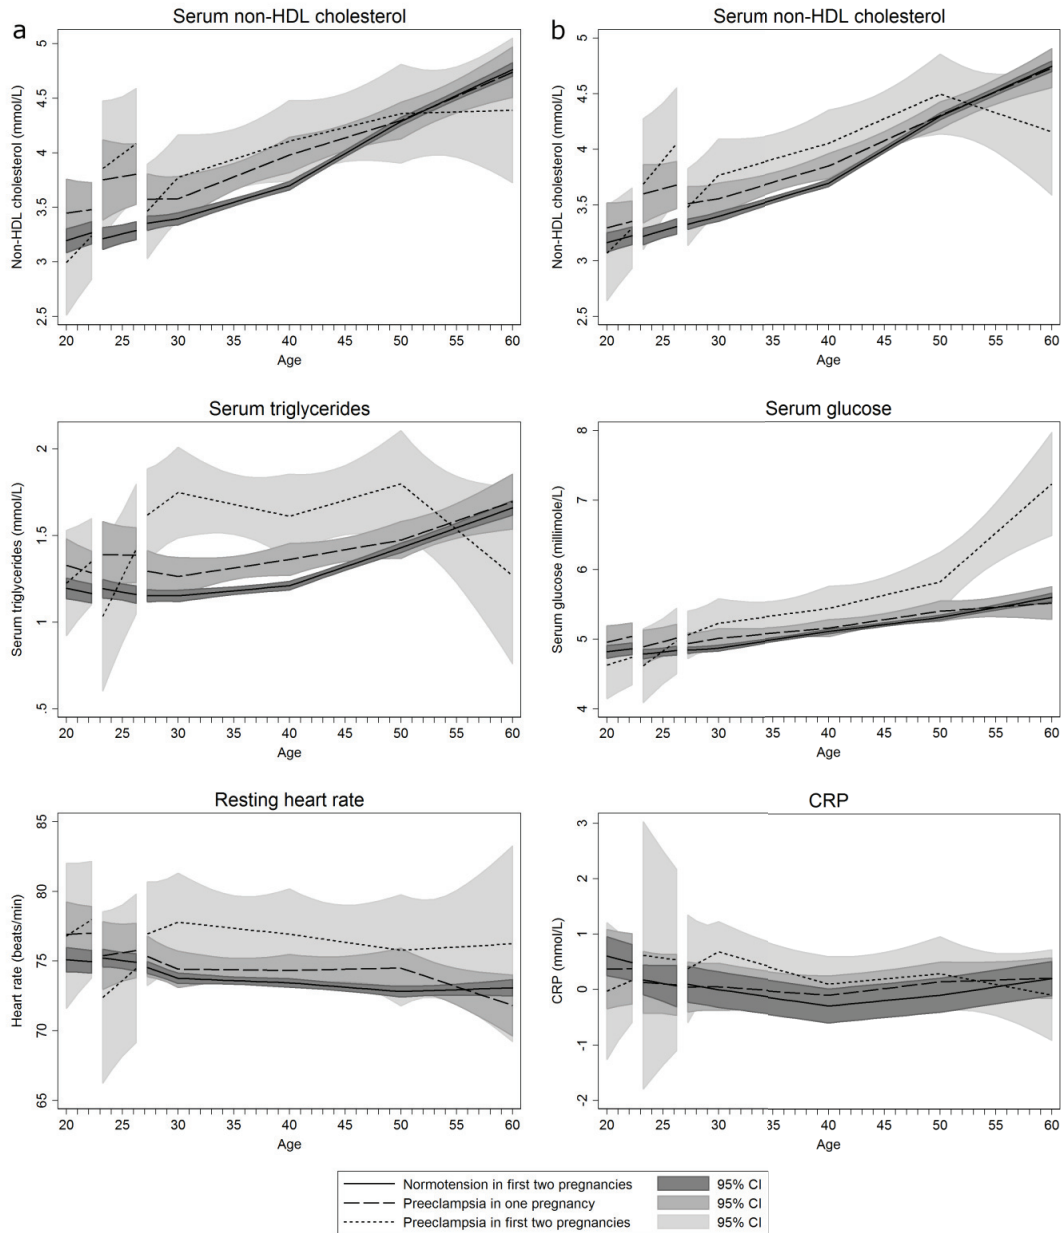 a
Serum non-HDL cholesterol
Non-HDL cholesterol (mmol/L)
5
4.5
4
3.5
3
2.5
20 25 30 35 40 45 50 55 60
Age
b
Serum non-HDL cholesterol
Non-HDL cholesterol (mmol/L)
5
4.5
4
3.5
3
2.5
20 25 30 35 40 45 50 55 60
Age
Serum triglycerides
Serum triglycerides (mmol/L)
2
1.5
1
.5
20 25 30 35 40 45 50 55 60
Age
Serum glucose
Serum glucose (millimole/L)
8
7
6
5
4
20 25 30 35 40 45 50 55 60
Age
Resting heart rate
Heart rate (beats/min)
85
80
75
70
65
20 25 30 35 40 45 50 55 60
Age
CRP
CRP (mmol/L)
3
2
1
0
-1
-2
20 25 30 35 40 45 50 55 60
Age
Normotension in first two pregnancies 95% CI
Preeclampsia in one pregnancy 95% CI
Preeclampsia in first two pregnancies 95% CI